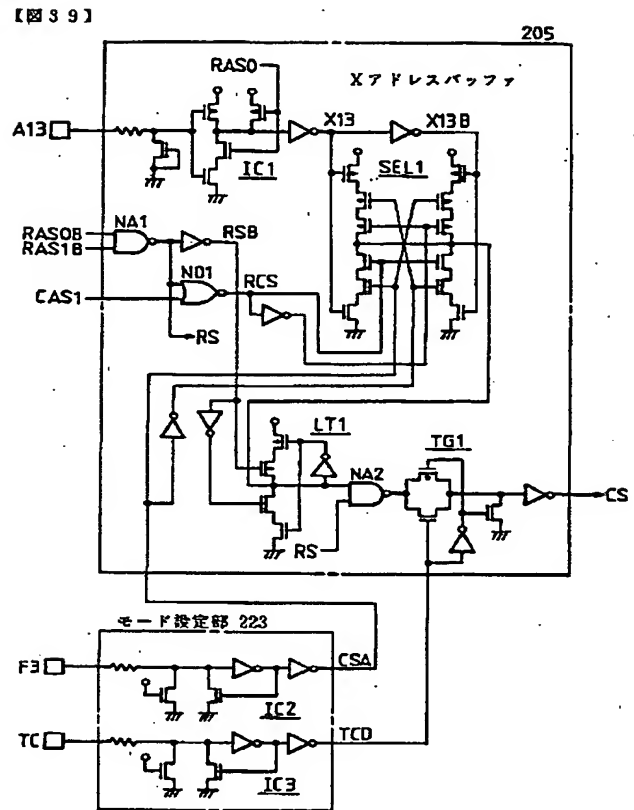 【図39】
205
RAS0
Xアドレスバッファ
A13
X13
X13B
IC1
SEL1
NA1
RAS0B
RAS1B
RSB
NO1
CAS1
RCS
RS
LT1
TG1
NA2
CS
RS
モード設定部 223
F3
CSA
IC2
TC
TCD
IC3